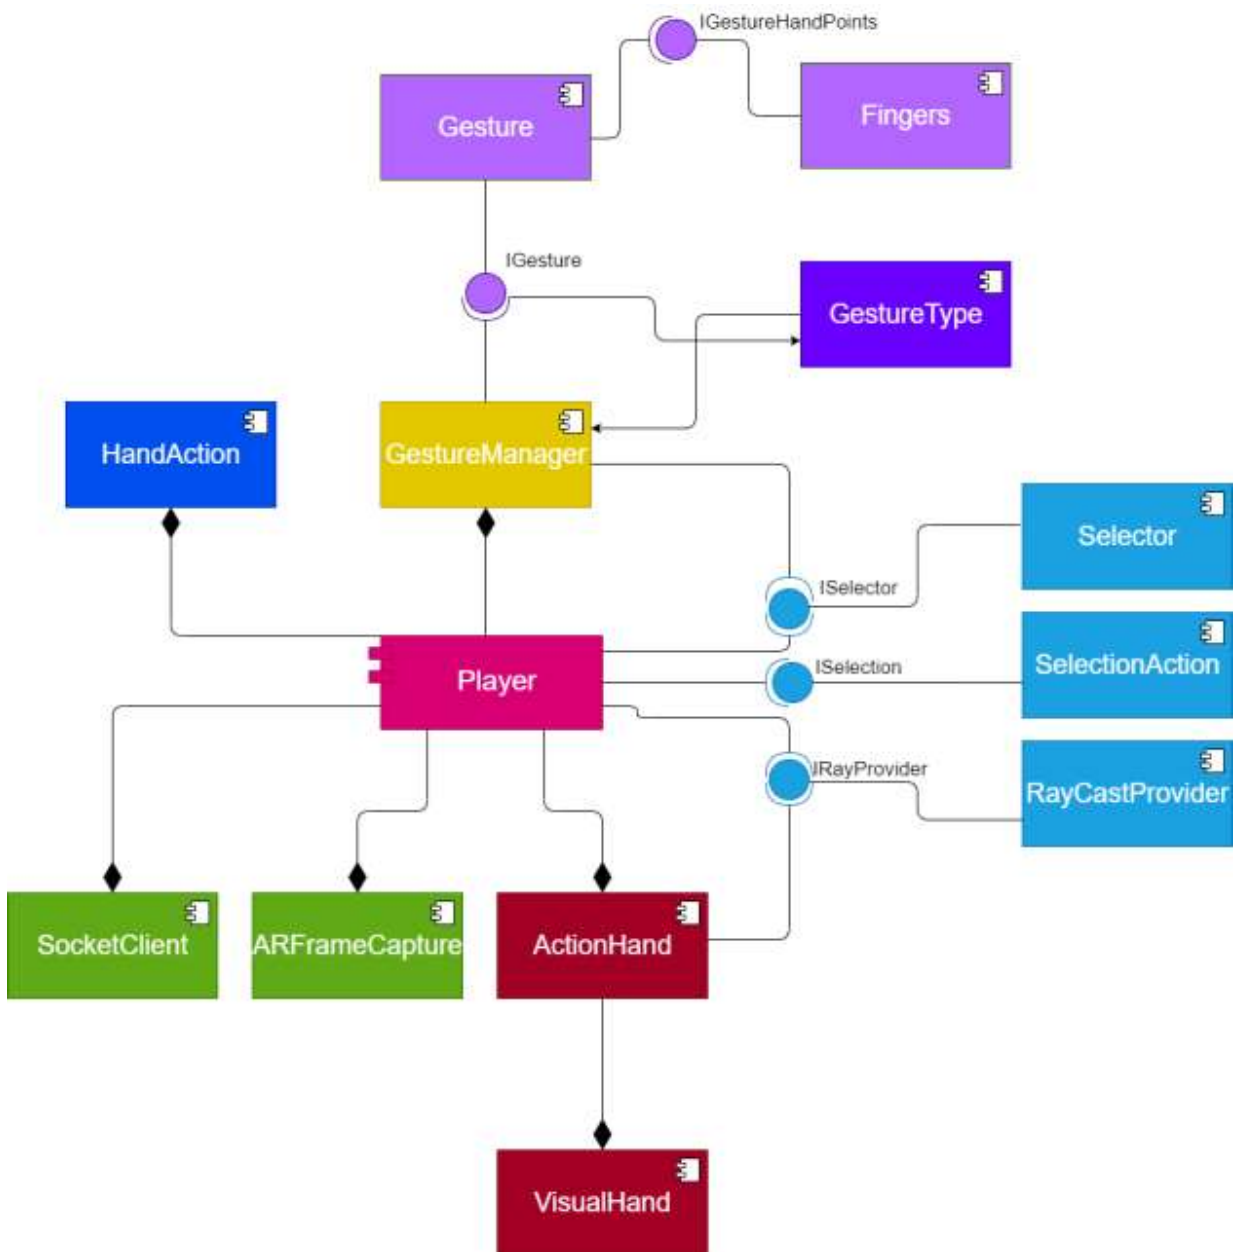 IGestureHandPoints
Gesture
Fingers
IGesture
GestureType
HandAction
GestureManager
Selector
ISelector
SelectionAction
ISelection
Player
IRayProvider
RayCastProvider
SocketClient
ARFrameCapture
ActionHand
VisualHand